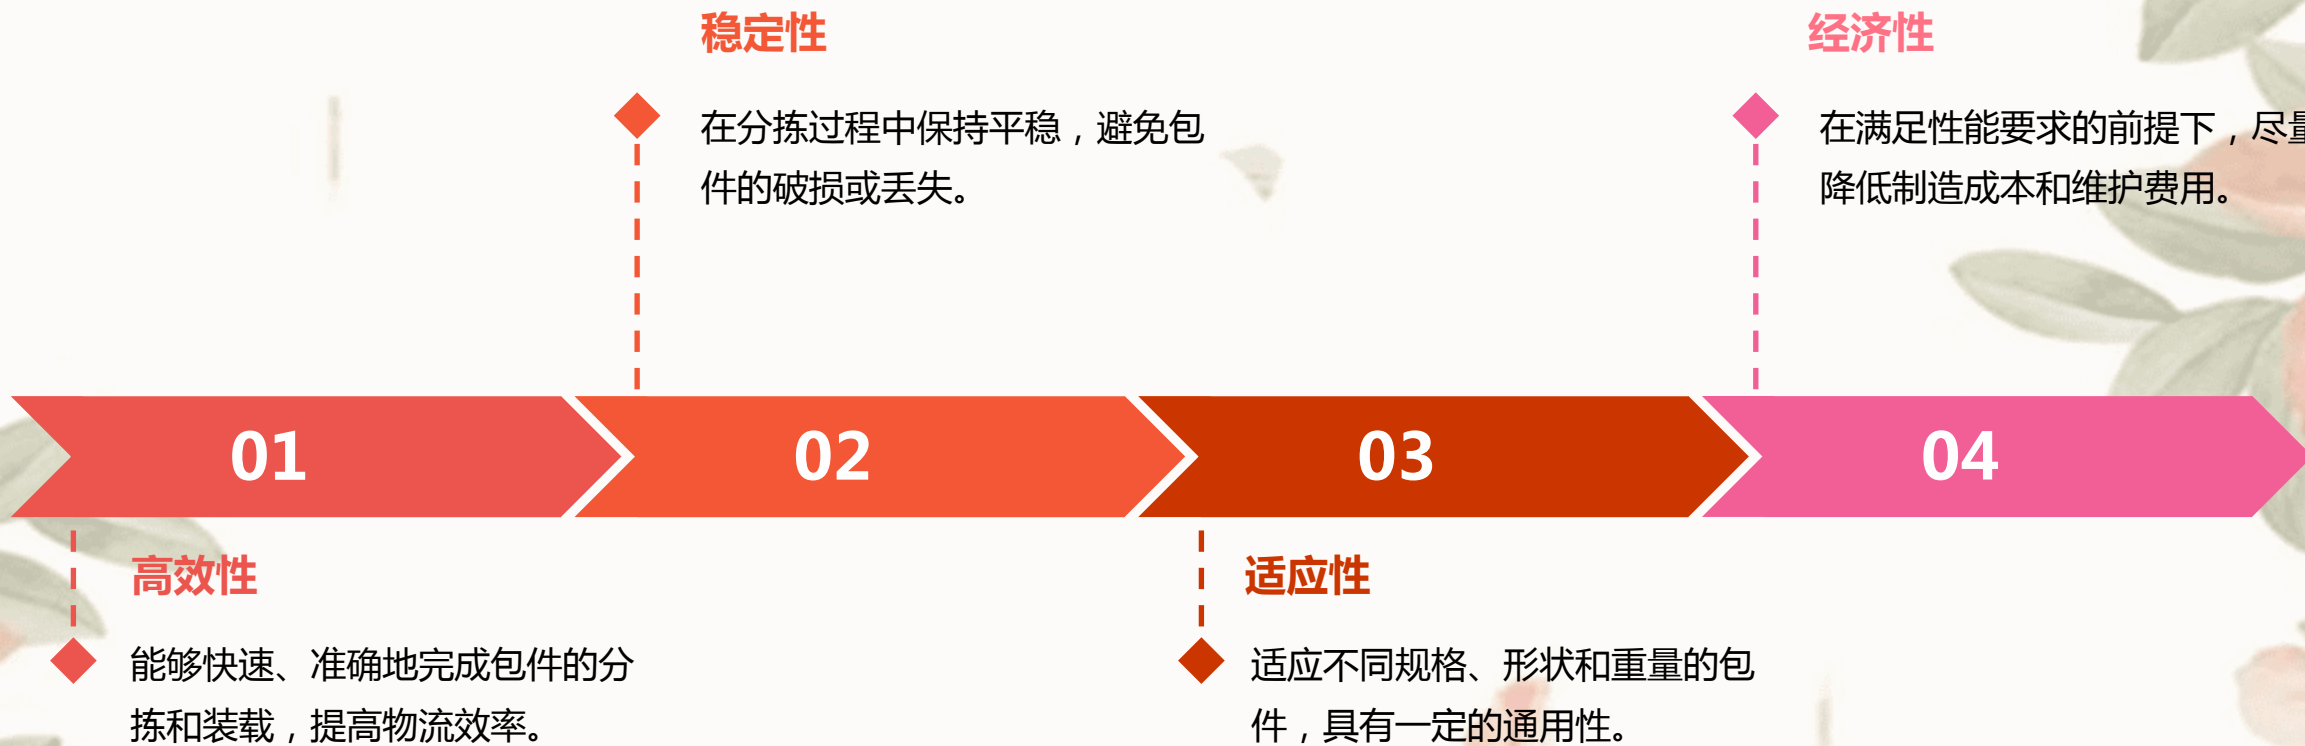 稳定性
在分拣过程中保持平稳，避免包
件的破损或丢失。
经济性
在满足性能要求的前提下，尽量
降低制造成本和维护费用。
01
02
03
04
高效性
能够快速、准确地完成包件的分
拣和装载，提高物流效率。
适应性
适应不同规格、形状和重量的包
件，具有一定的通用性。